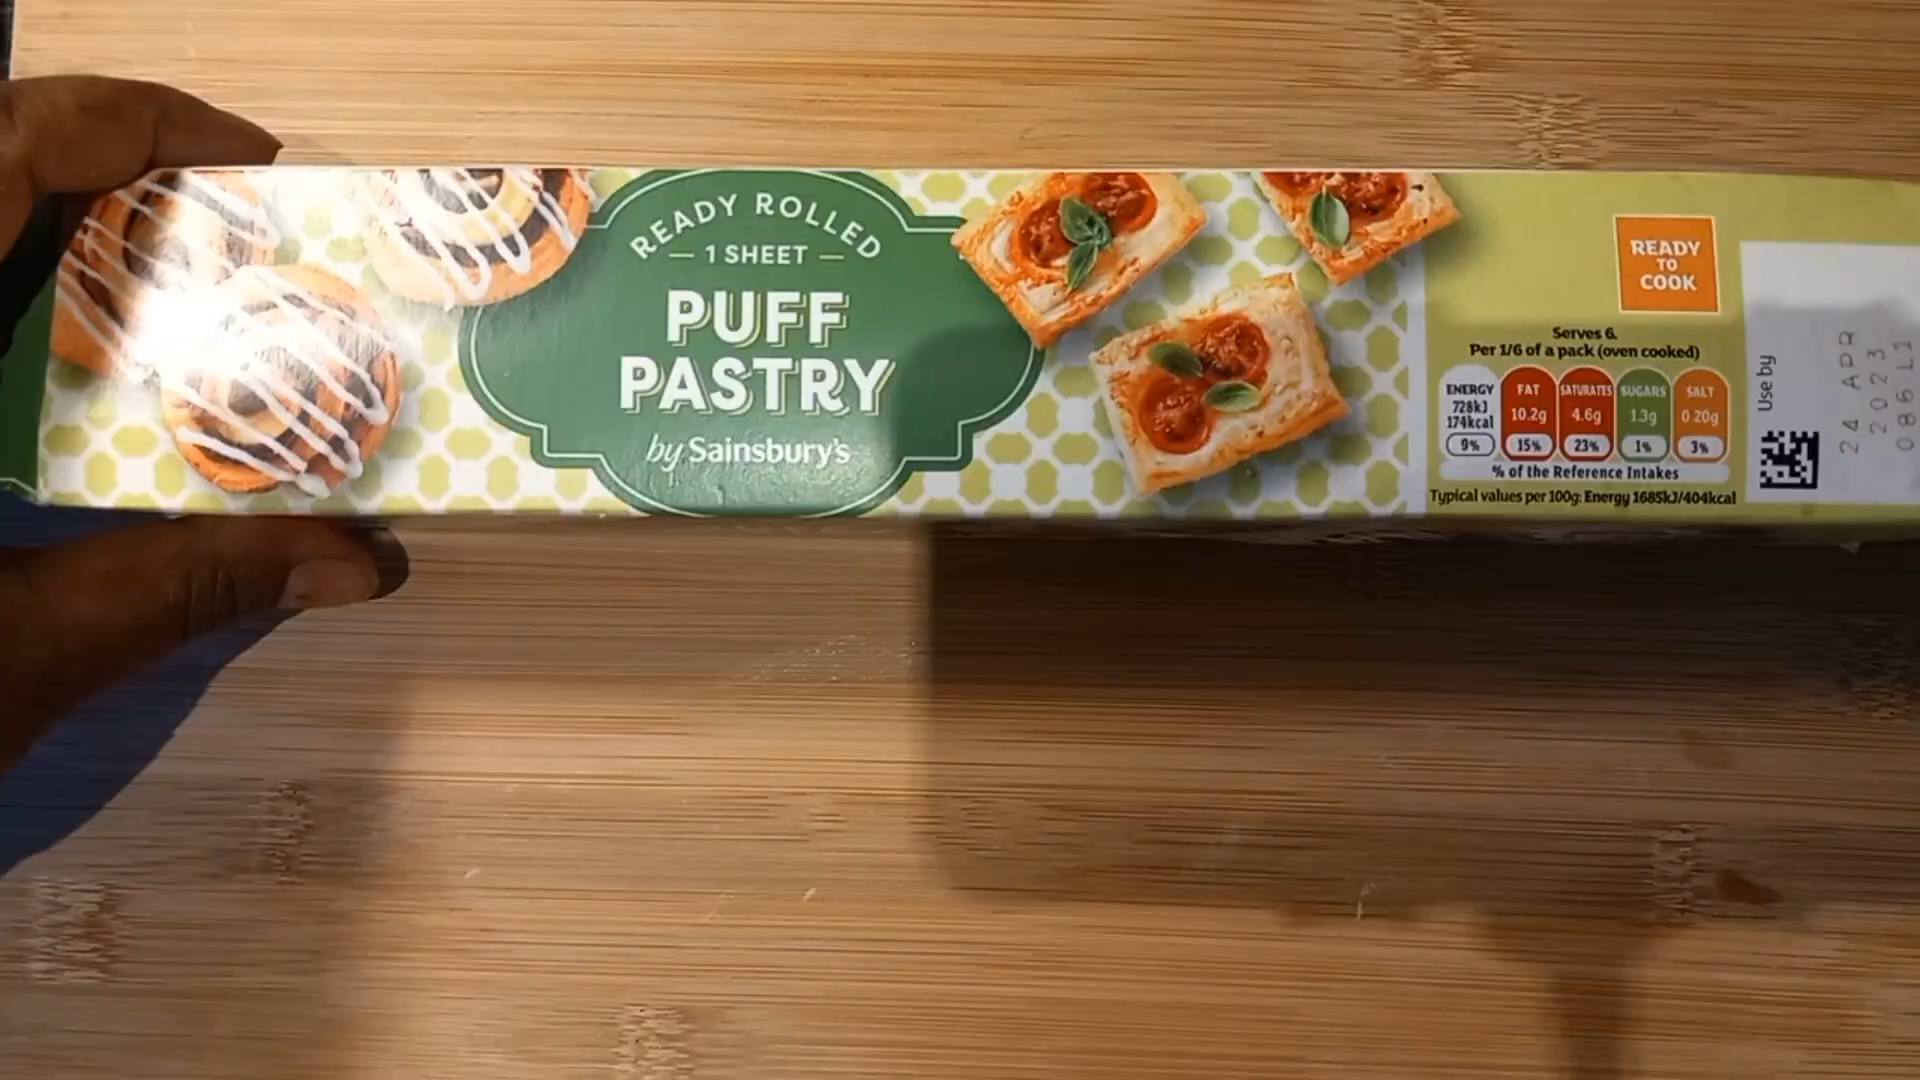 READY ROLLED
1 SHEET
PUFF
PASTRY
by Sainsbury's
READY
TO
COOK
Serves 6.
Per 1/6 of a pack (oven cooked)
ENERGY
728kJ
174kcal
9%
FAT
10.2g
15%
SATURATES
4.6g
23%
SUGARS
1.3g
1%
SALT
0.20g
3%
% of the Reference Intakes
Typical values per 100g: Energy 1685kJ/404kcal
Use by
24 APR
2023
086 L1